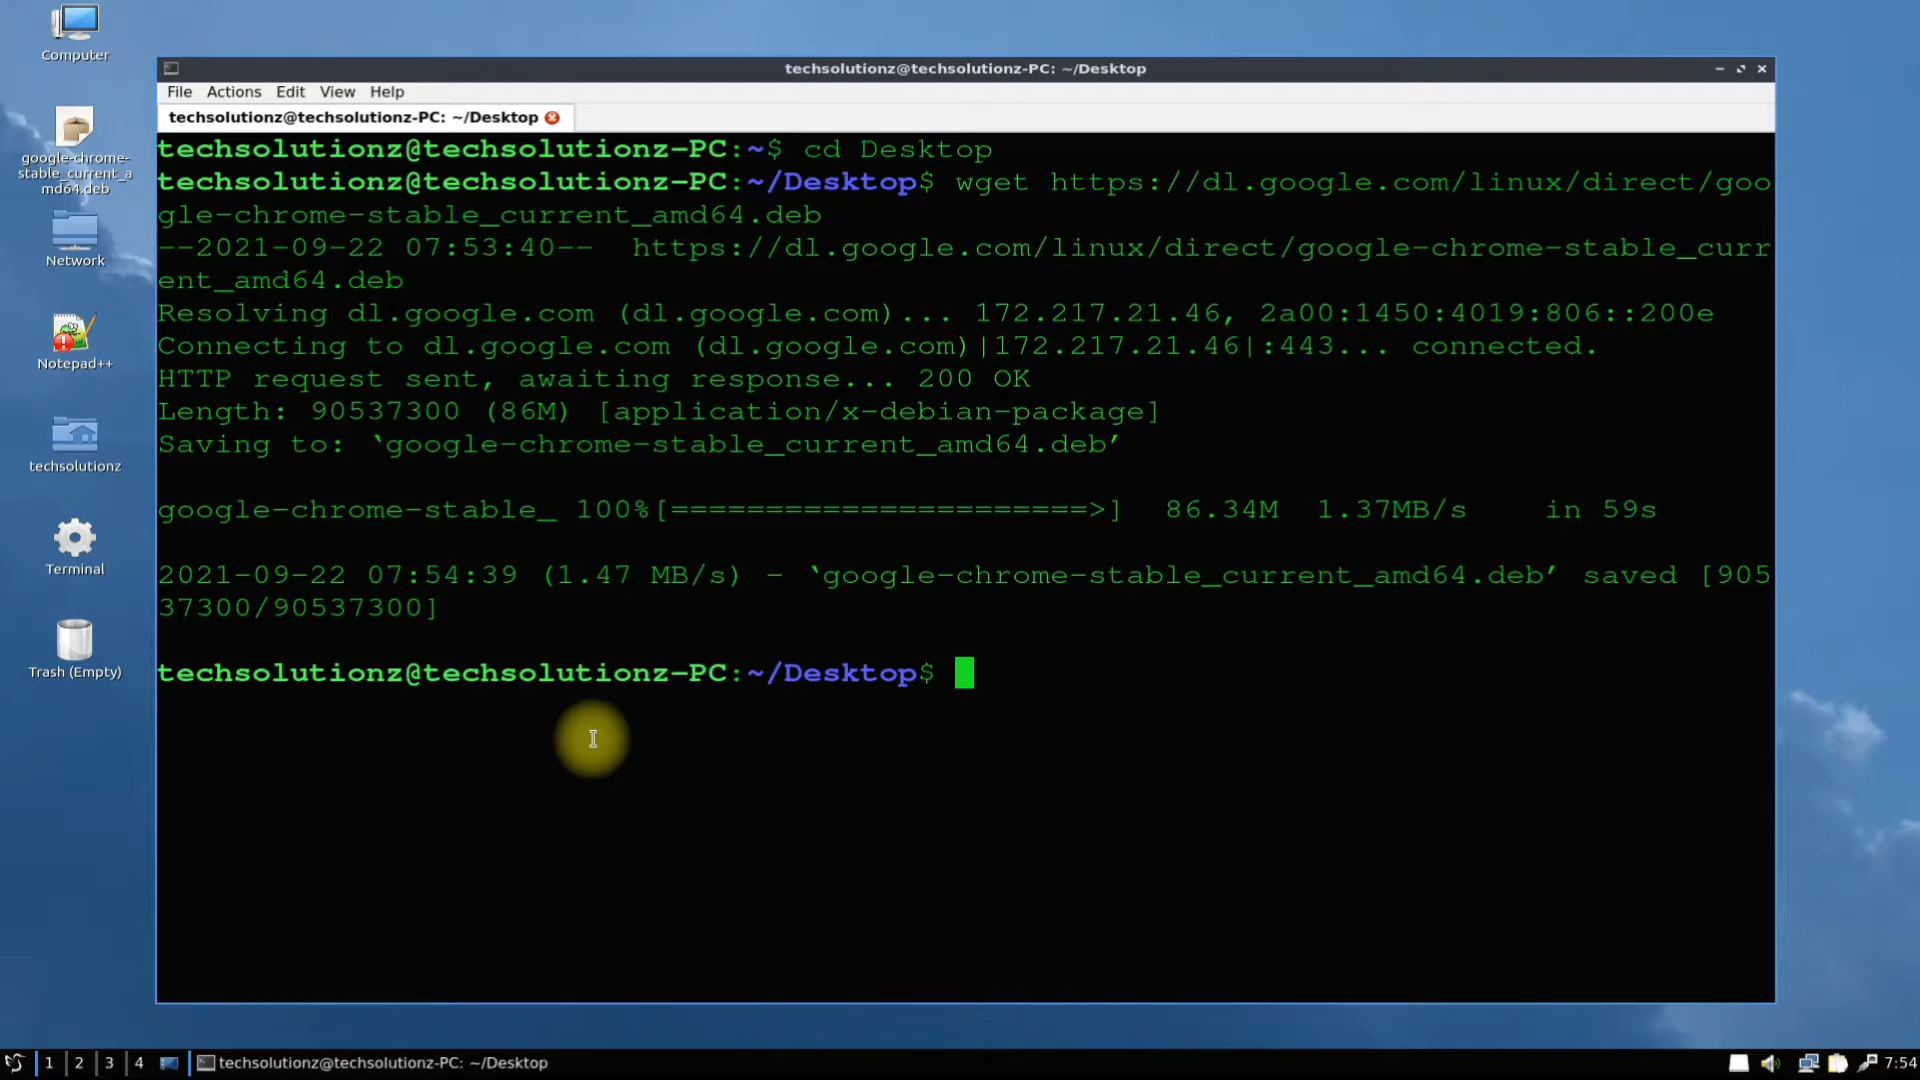 Computer
google-chrome-
stable_current_a
md64.deb
Network
Notepad++
techsolutionz
Terminal
Trash (Empty)
techsolutionz@techsolutionz-PC: ~/Desktop
File Actions Edit View Help
techsolutionz@techsolutionz-PC: ~/Desktop
techsolutionz@techsolutionz-PC:~$ cd Desktop
techsolutionz@techsolutionz-PC:~/Desktop$ wget https://dl.google.com/linux/direct/goo
gle-chrome-stable_current_amd64.deb
--2021-09-22 07:53:40--  https://dl.google.com/linux/direct/google-chrome-stable_curr
ent_amd64.deb
Resolving dl.google.com (dl.google.com)... 172.217.21.46, 2a00:1450:4019:806::200e
Connecting to dl.google.com (dl.google.com)|172.217.21.46|:443... connected.
HTTP request sent, awaiting response... 200 OK
Length: 90537300 (86M) [application/x-debian-package]
Saving to: ‘google-chrome-stable_current_amd64.deb’
google-chrome-stable_ 100%[======================>]  86.34M  1.37MB/s    in 59s
2021-09-22 07:54:39 (1.47 MB/s) - ‘google-chrome-stable_current_amd64.deb’ saved [905
37300/90537300]
techsolutionz@techsolutionz-PC:~/Desktop$
1 2 3 4 techsolutionz@techsolutionz-PC: ~/Desktop 7:54